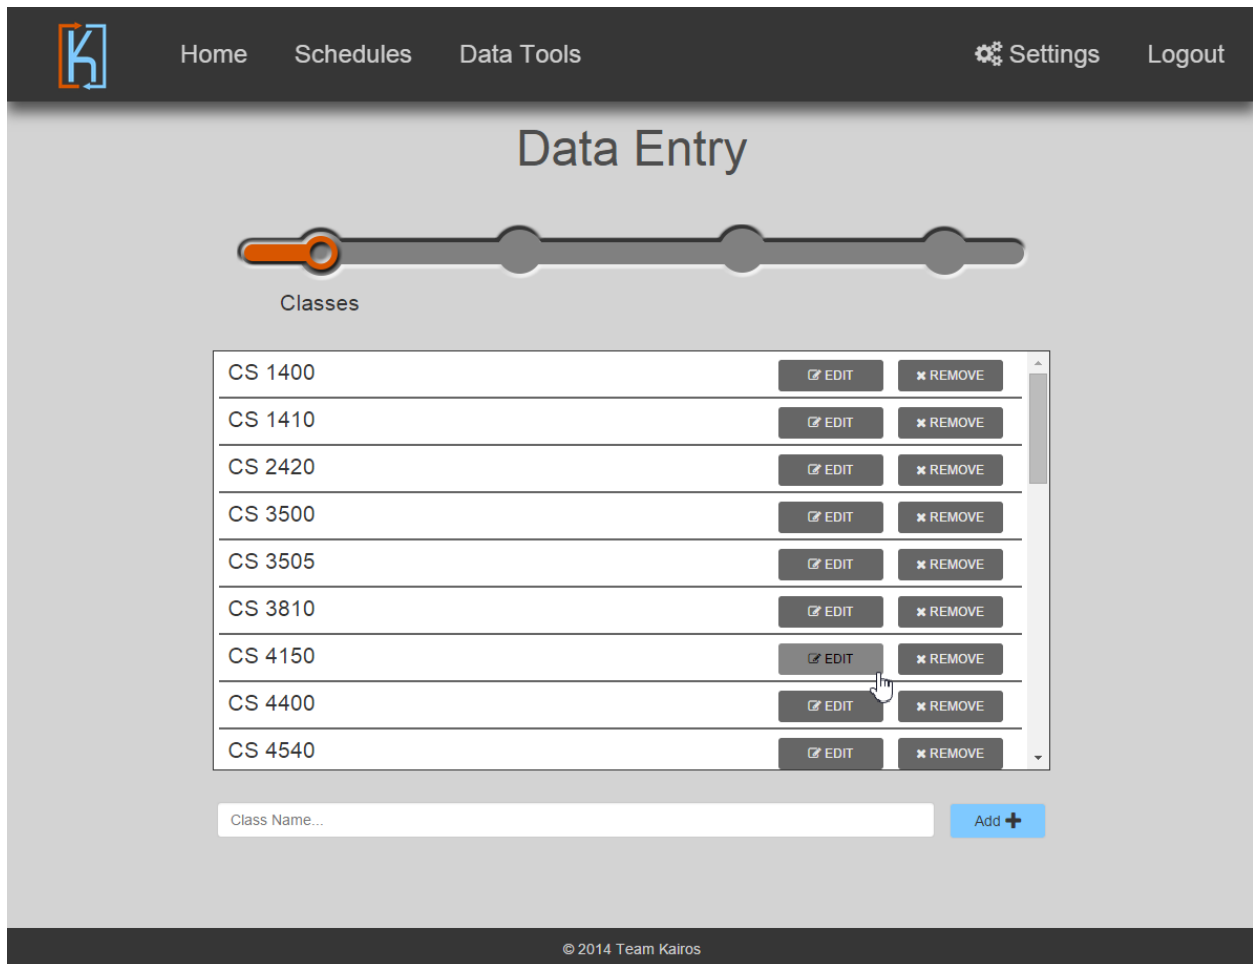 Home Schedules Data Tools Settings Logout
Data Entry
Classes
CS 1400 EDIT REMOVE
CS 1410 EDIT REMOVE
CS 2420 EDIT REMOVE
CS 3500 EDIT REMOVE
CS 3505 EDIT REMOVE
CS 3810 EDIT REMOVE
CS 4150 EDIT REMOVE
CS 4400 EDIT REMOVE
CS 4540 EDIT REMOVE
Class Name... Add
© 2014 Team Kairos